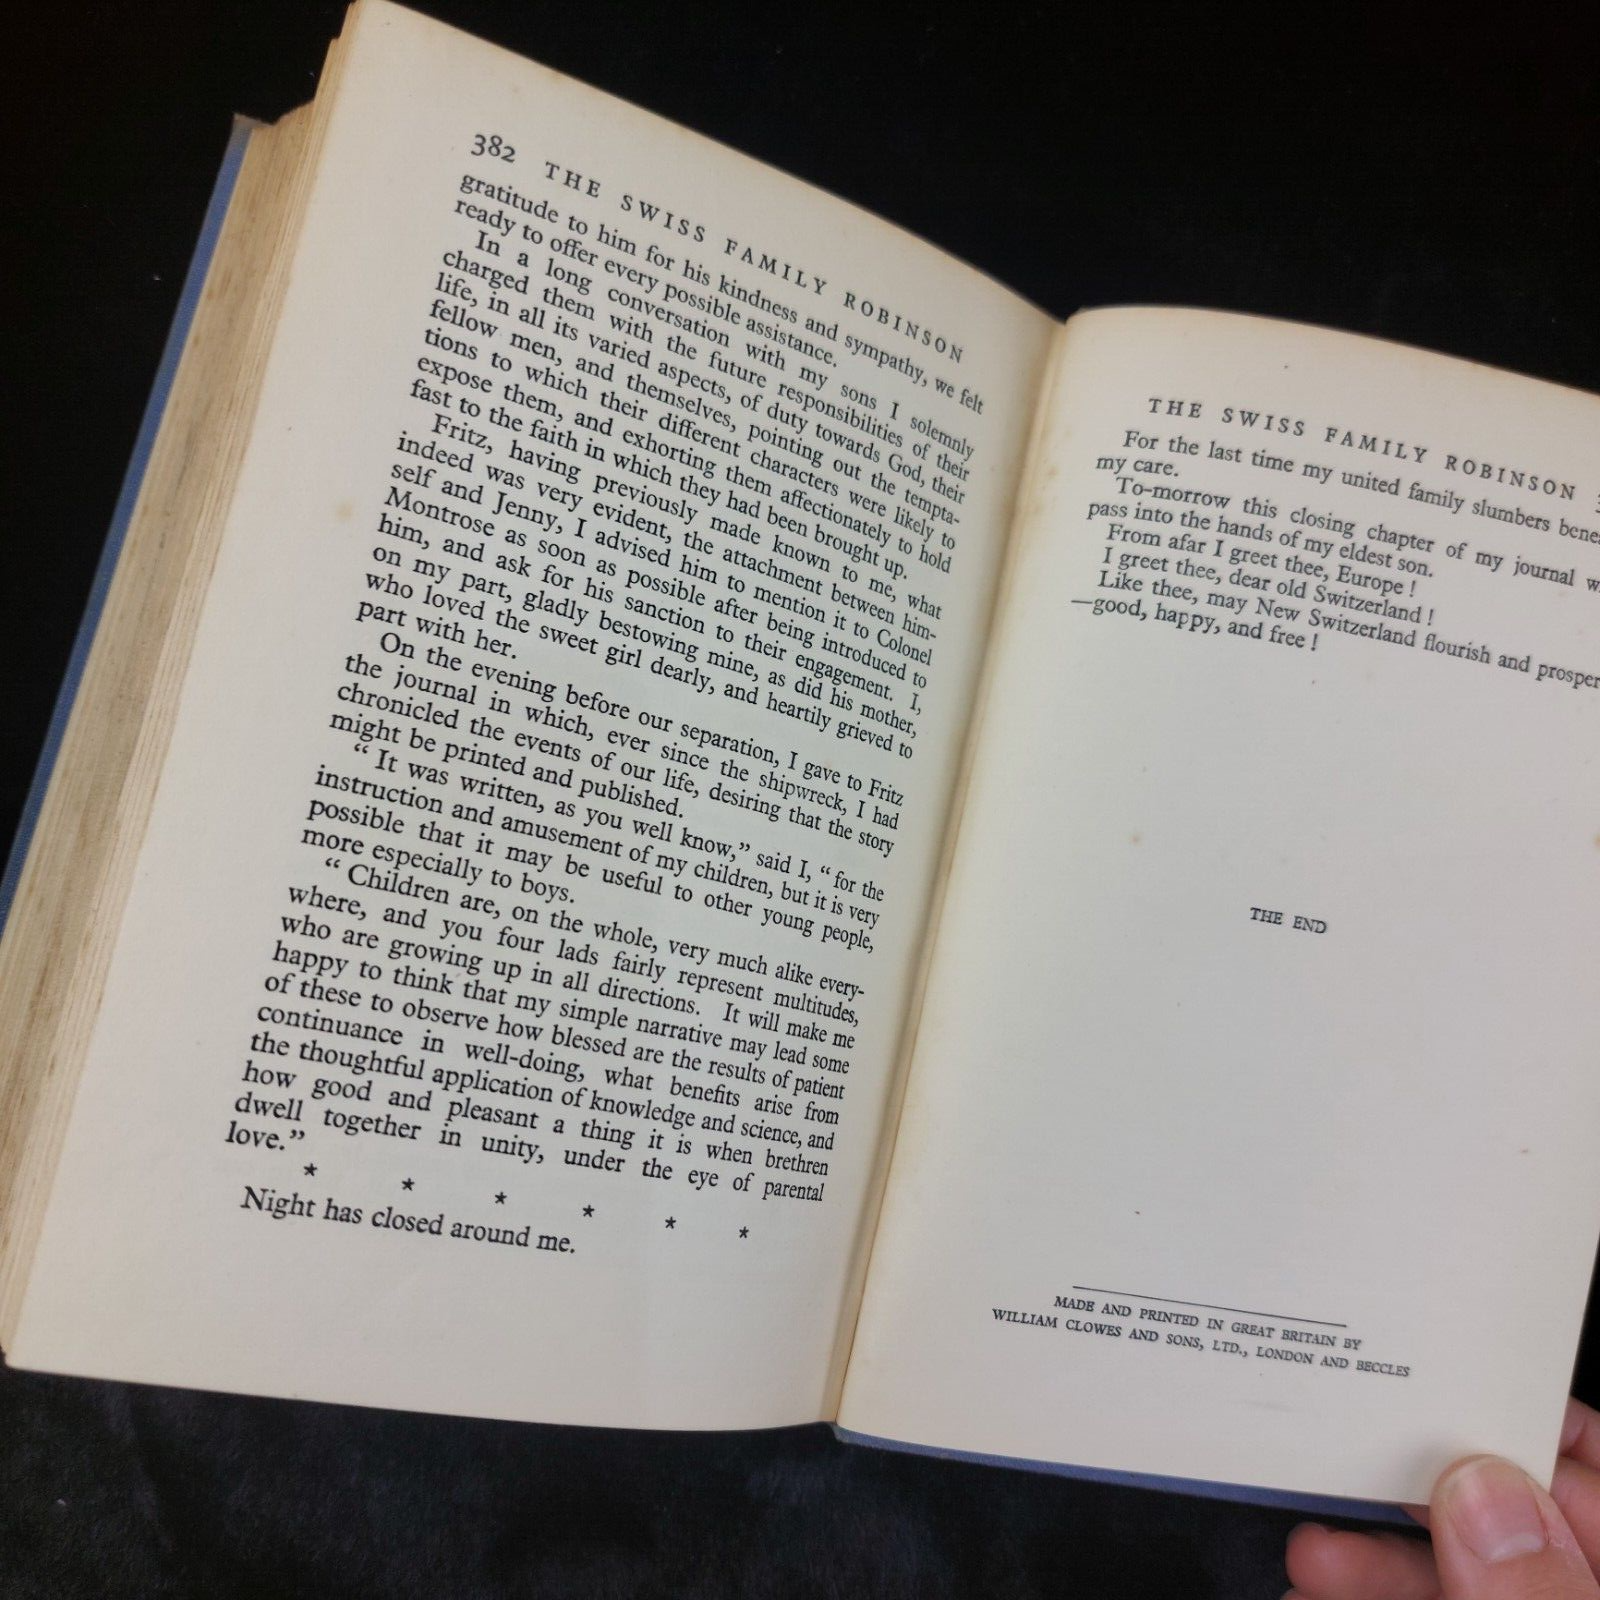 382 THE SWISS FAMILY ROBINSON
gratitude to him for his kindness and sympathy, we felt
ready to offer every possible assistance.
In a long conversation with my sons I solemnly
charged them with the future responsibilities of their
life, in all its varied aspects, of duty towards God, their
fellow men, and themselves, pointing out the tempta-
tions to which their different characters were likely to
expose them, and exhorting them affectionately to hold
fast to the faith in which they had been brought up.
Fritz, having previously made known to me, what
indeed was very evident, the attachment between him-
self and Jenny, I advised him to mention it to Colonel
Montrose as soon as possible after being introduced to
him, and ask for his sanction to their engagement. I,
on my part, gladly bestowing mine, as did his mother,
who loved the sweet girl dearly, and heartily grieved to
part with her.
On the evening before our separation, I gave to Fritz
the journal in which, ever since the shipwreck, I had
chronicled the events of our life, desiring that the story
might be printed and published.
“ It was written, as you well know,” said I, “ for the
instruction and amusement of my children, but it is very
possible that it may be useful to other young people,
more especially to boys.
“ Children are, on the whole, very much alike every-
where, and you four lads fairly represent multitudes,
who are growing up in all directions. It will make me
happy to think that my simple narrative may lead some
of these to observe how blessed are the results of patient
continuance in well-doing, what benefits arise from
the thoughtful application of knowledge and science, and
how good and pleasant a thing it is when brethren
dwell together in unity, under the eye of parental
love.”
* * * * * *
Night has closed around me.
THE SWISS FAMILY ROBINSON
For the last time my united family slumbers
my care.
To-morrow this closing chapter of my journal
pass into the hands of my eldest son.
From afar I greet thee, Europe !
I greet thee, dear old Switzerland !
Like thee, may New Switzerland flourish and prosper
—good, happy, and free !
THE END
MADE AND PRINTED IN GREAT BRITAIN BY
WILLIAM CLOWES AND SONS, LTD., LONDON AND BECCLES